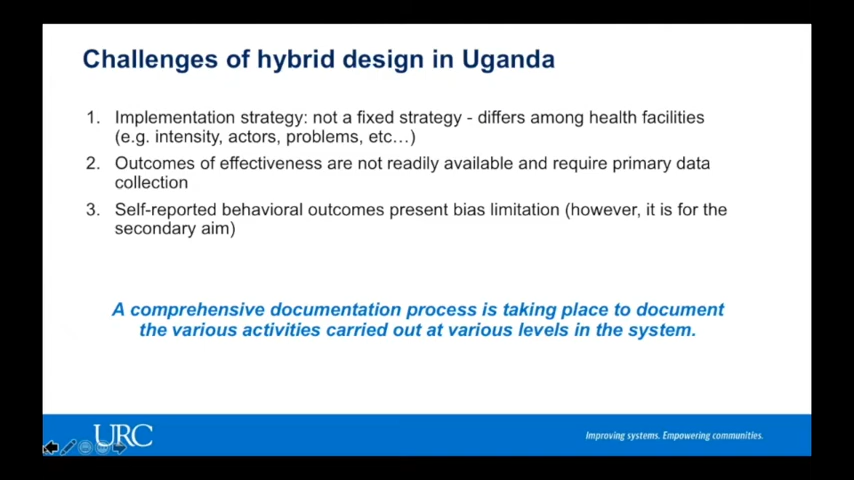 Challenges of hybrid design in Uganda
1. Implementation strategy: not a fixed strategy - differs among health facilities
(e.g. intensity, actors, problems, etc…)
2. Outcomes of effectiveness are not readily available and require primary data
collection
3. Self-reported behavioral outcomes present bias limitation (however, it is for the
secondary aim)
A comprehensive documentation process is taking place to document
the various activities carried out at various levels in the system.
URC
Improving systems. Empowering communities.